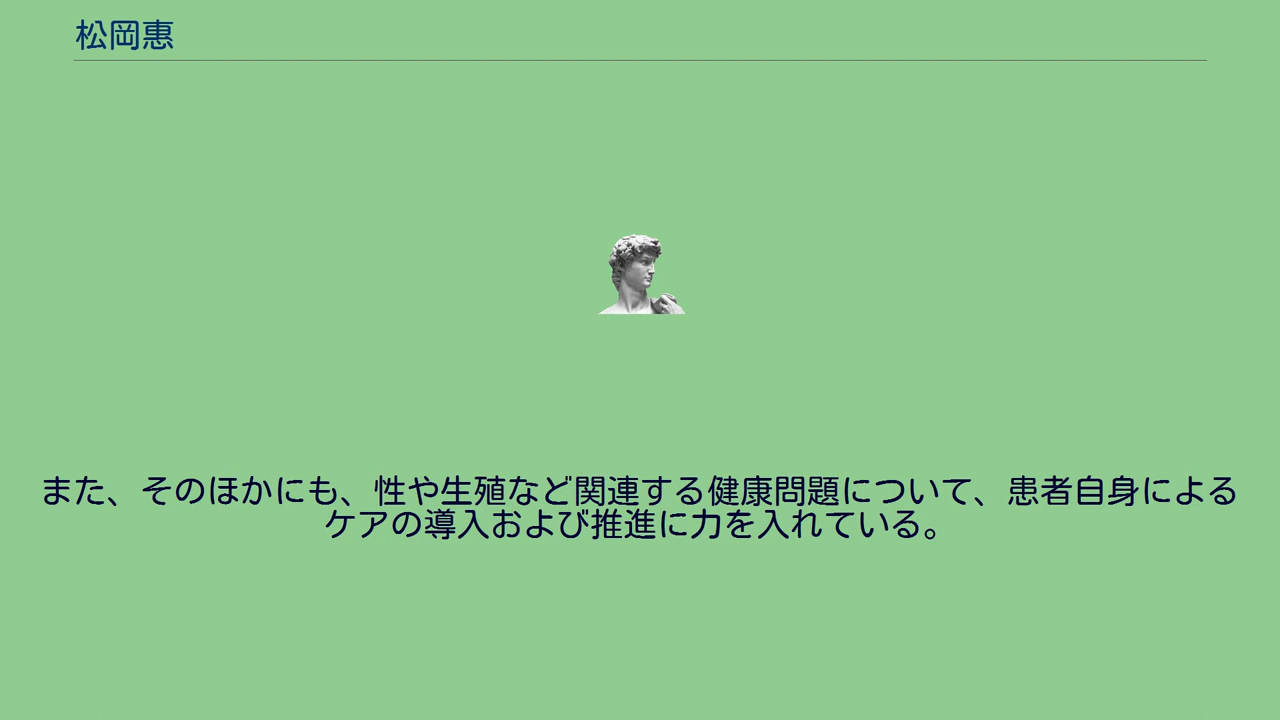 松岡惠
また、そのほかにも、性や生殖など関連する健康問題について、患者自身による
ケアの導入および推進に力を入れている。